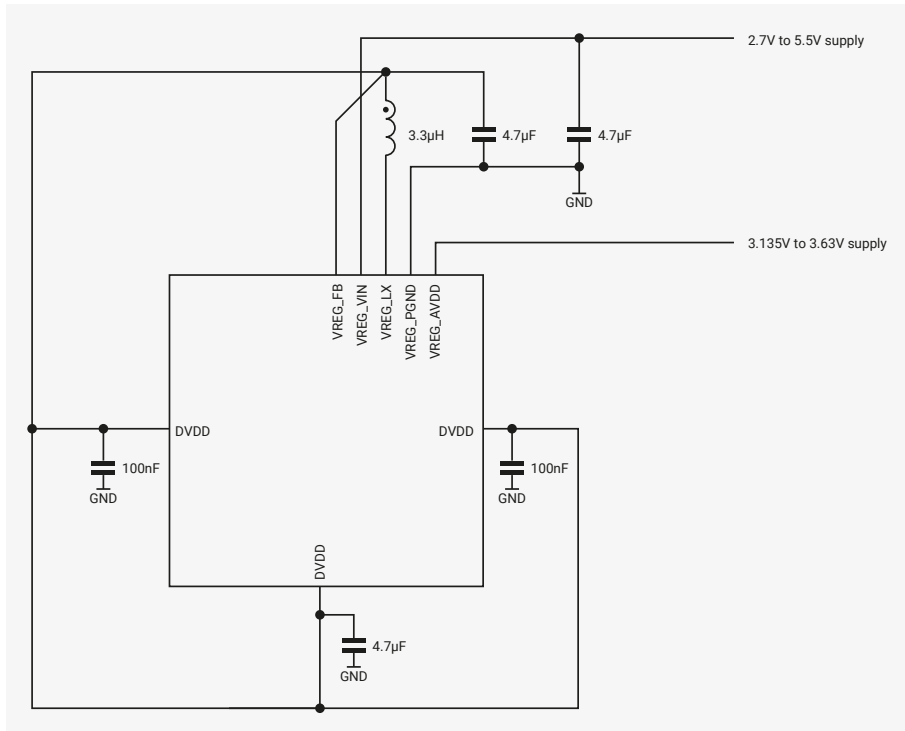 2.7V to 5.5V supply
3.3µH
4.7µF
4.7µF
GND
3.135V to 3.63V supply
VREG_FB
VREG_VIN
VREG_LX
VREG_PGND
VREG_AVDD
DVDD
DVDD
100nF
100nF
GND
GND
DVDD
4.7µF
GND